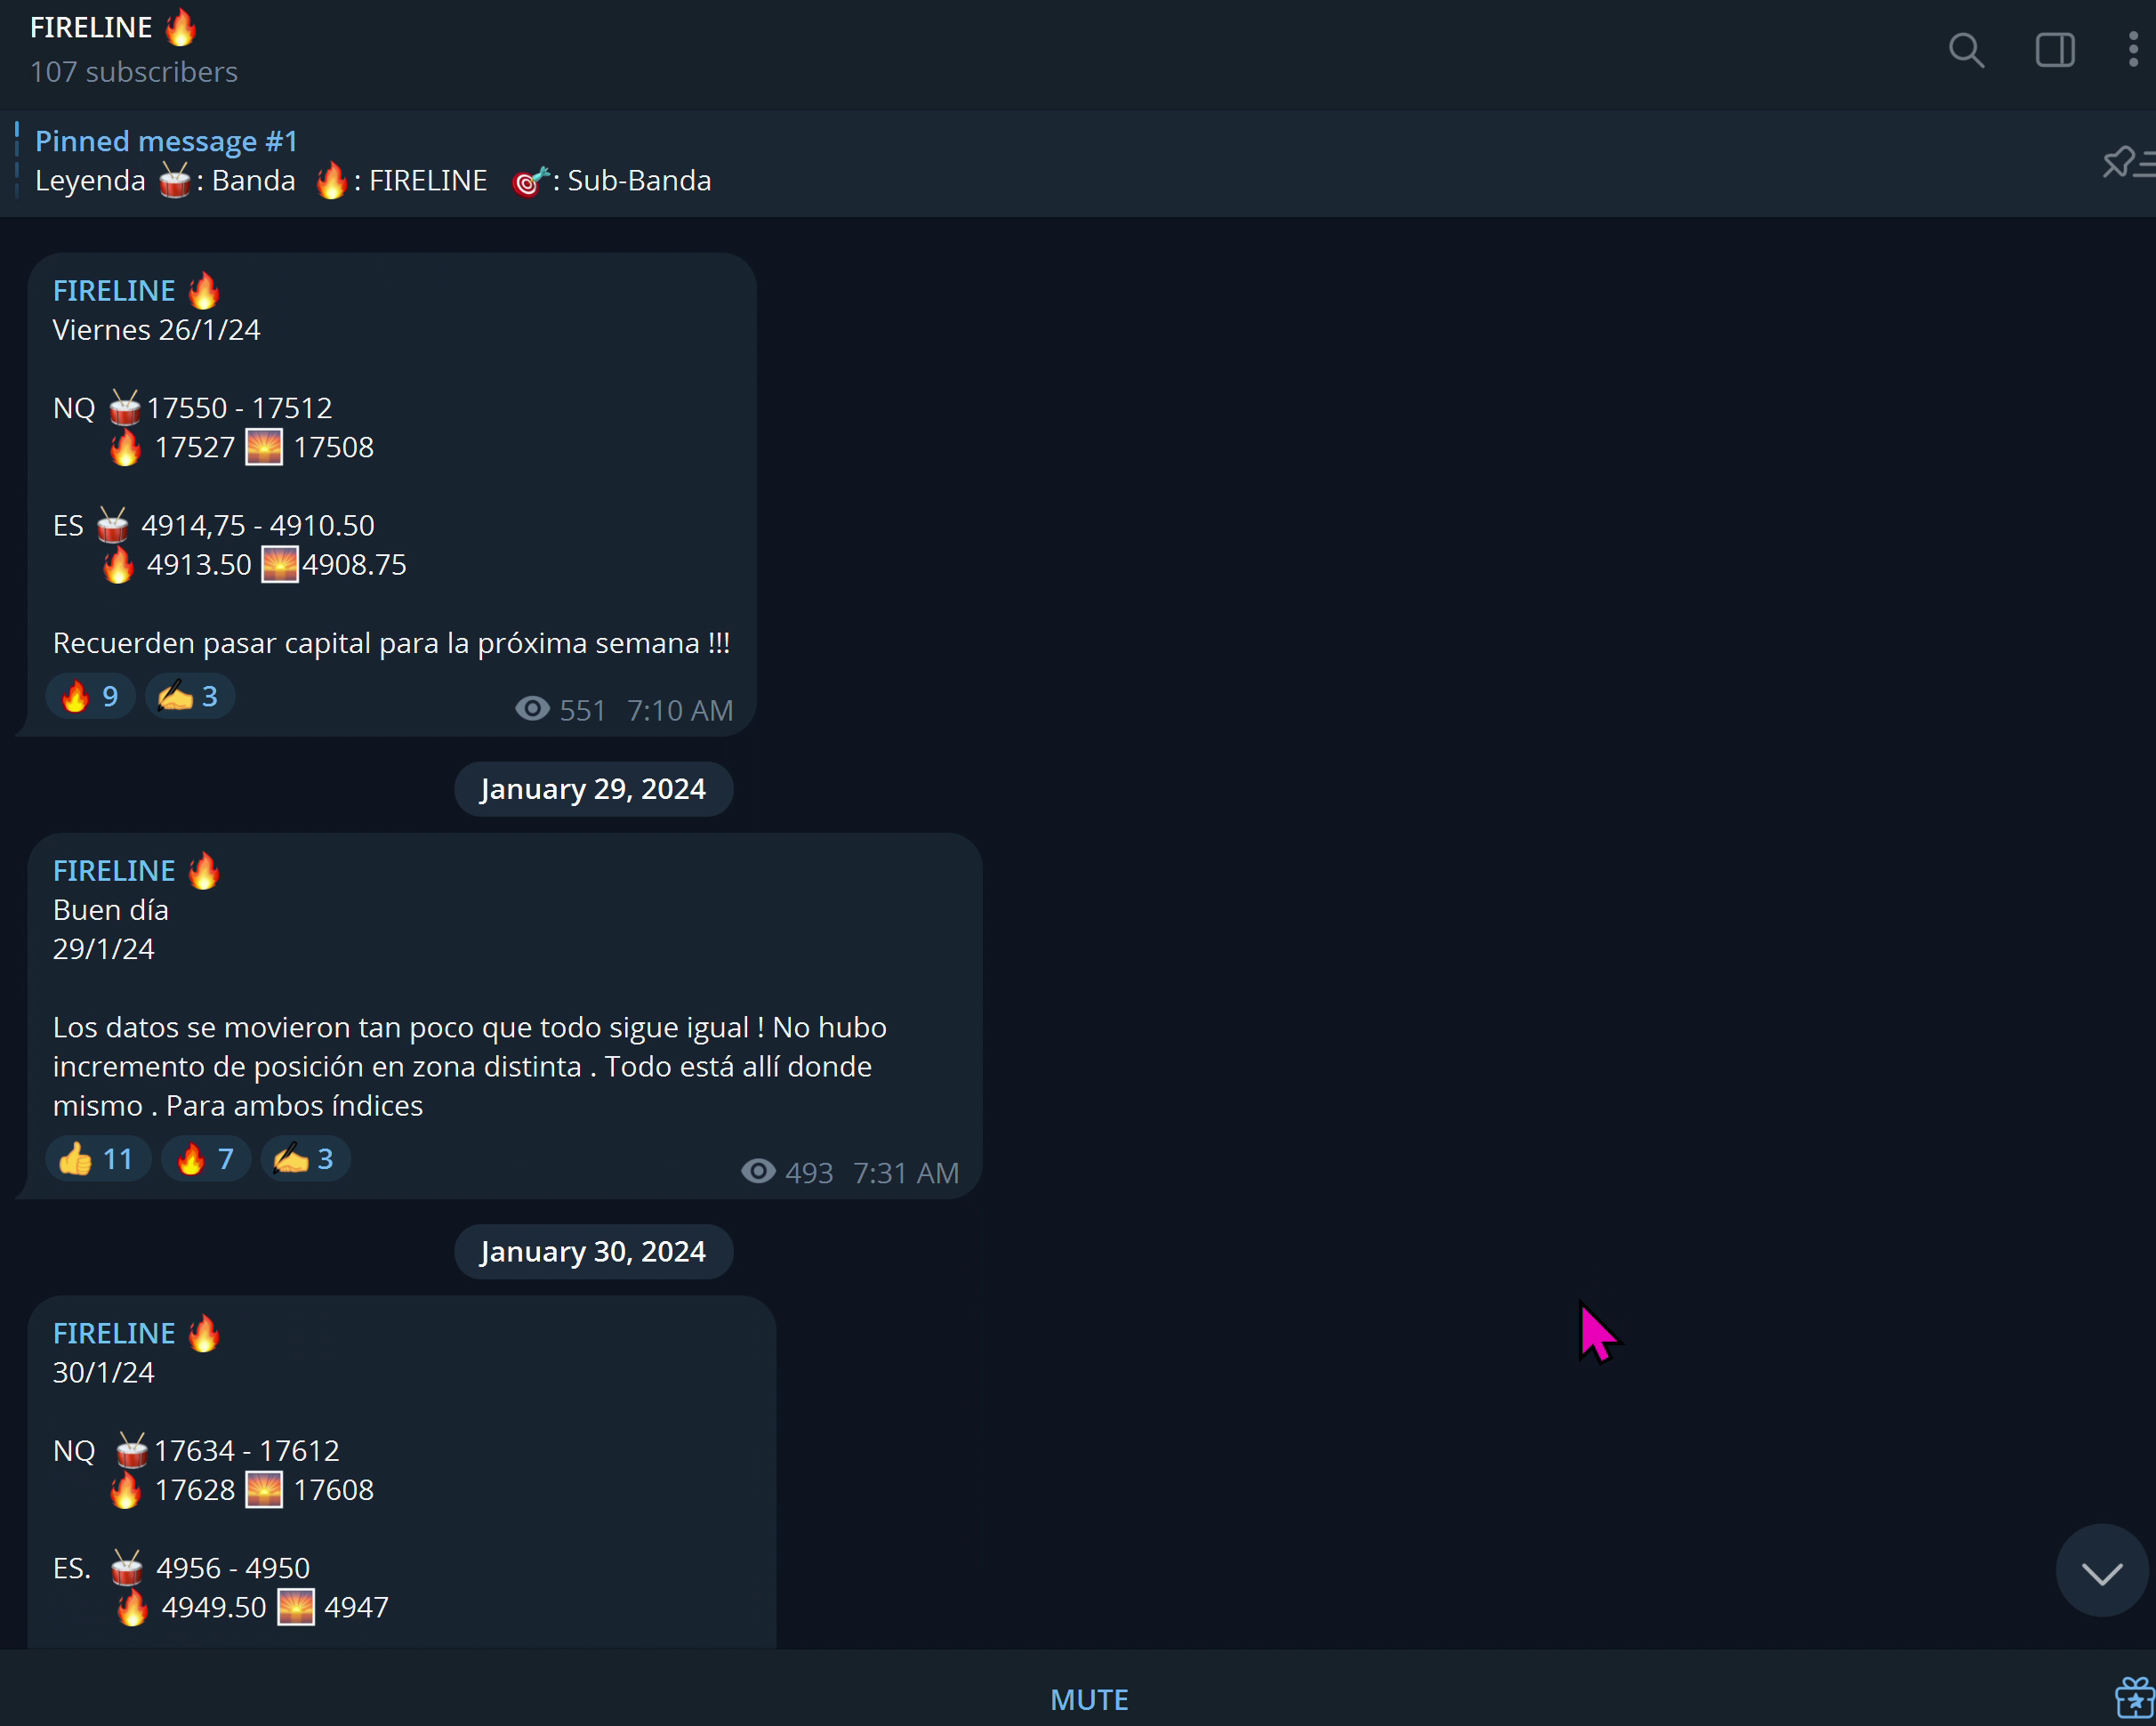 FIRELINE 🔥
107 subscribers
Pinned message #1
Leyenda 🥁: Banda 🔥: FIRELINE 🎯: Sub-Banda
FIRELINE 🔥
Viernes 26/1/24
NQ 🥁17550 - 17512
🔥 17527 🌅 17508
ES 🥁 4914,75 - 4910.50
🔥 4913.50 🌅4908.75
Recuerden pasar capital para la próxima semana !!!
🔥 9 ✍️ 3 551 7:10 AM
January 29, 2024
FIRELINE 🔥
Buen día
29/1/24
Los datos se movieron tan poco que todo sigue igual ! No hubo
incremento de posición en zona distinta . Todo está allí donde
mismo . Para ambos índices
👍 11 🔥 7 ✍️ 3 493 7:31 AM
January 30, 2024
FIRELINE 🔥
30/1/24
NQ 🥁17634 - 17612
🔥 17628 🌅 17608
ES. 🥁 4956 - 4950
🔥 4949.50 🌅 4947
MUTE